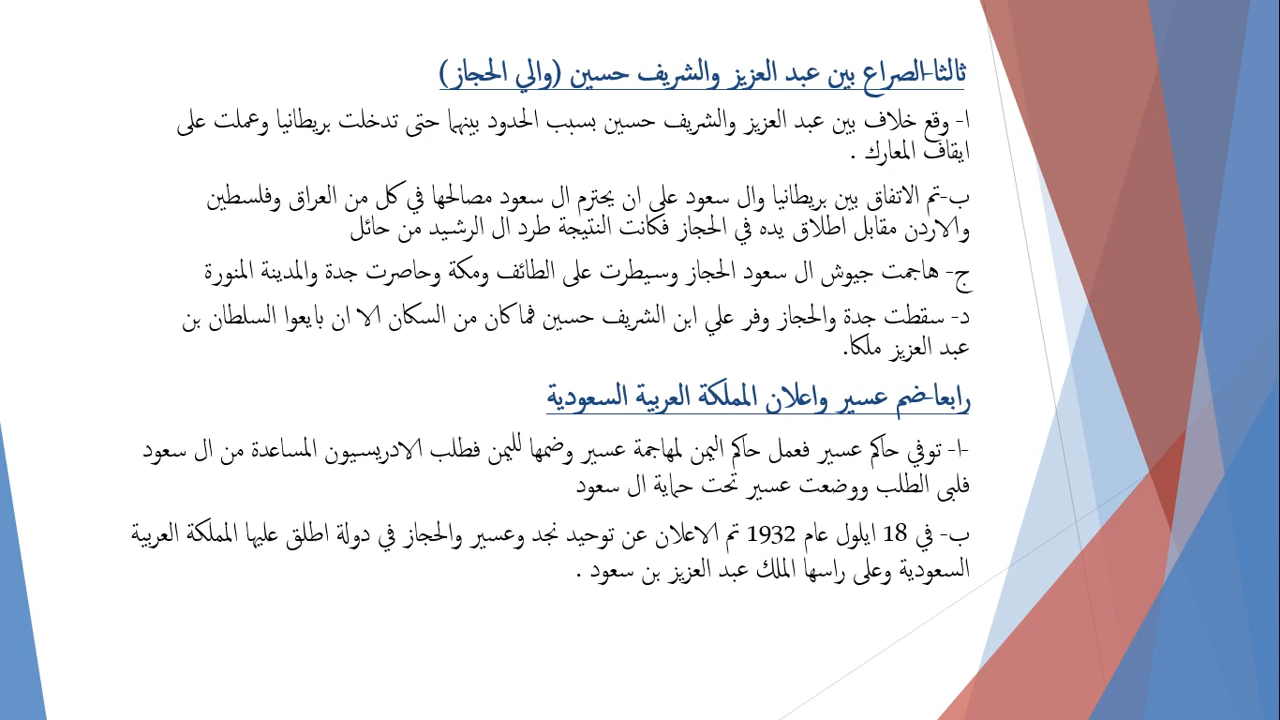 ثالثا-الصراع بين عبد العزيز والشريف حسين (والي الحجاز)
ا- وقع خلاف بين عبد العزيز والشريف حسين بسبب الحدود بينهما حتى تدخلت بريطانيا وعملت على
ايقاف المعارك .
ب-تم الاتفاق بين بريطانيا وال سعود على ان يحترم ال سعود مصالحها في كل من العراق وفلسطين
والاردن مقابل اطلاق يده في الحجاز فكانت النتيجة طرد ال الرشيد من حائل
ج- هاجمت جيوش ال سعود الحجاز وسيطرت على الطائف ومكة وحاصرت جدة والمدينة المنورة
د- سقطت جدة والحجاز وفر علي ابن الشريف حسين فما كان من السكان الا ان بايعوا السلطان بن
عبد العزيز ملكا.
رابعا-ضم عسير واعلان المملكة العربية السعودية
-ا- توفي حاكم عسير فعمل حاكم اليمن لمهاجمة عسير وضمها لليمن فطلب الادريسيون المساعدة من ال سعود
فلبى الطلب ووضعت عسير تحت حماية ال سعود
ب- في 18 ايلول عام 1932 تم الاعلان عن توحيد نجد وعسير والحجاز في دولة اطلق عليها المملكة العربية
السعودية وعلى راسها الملك عبد العزيز بن سعود .